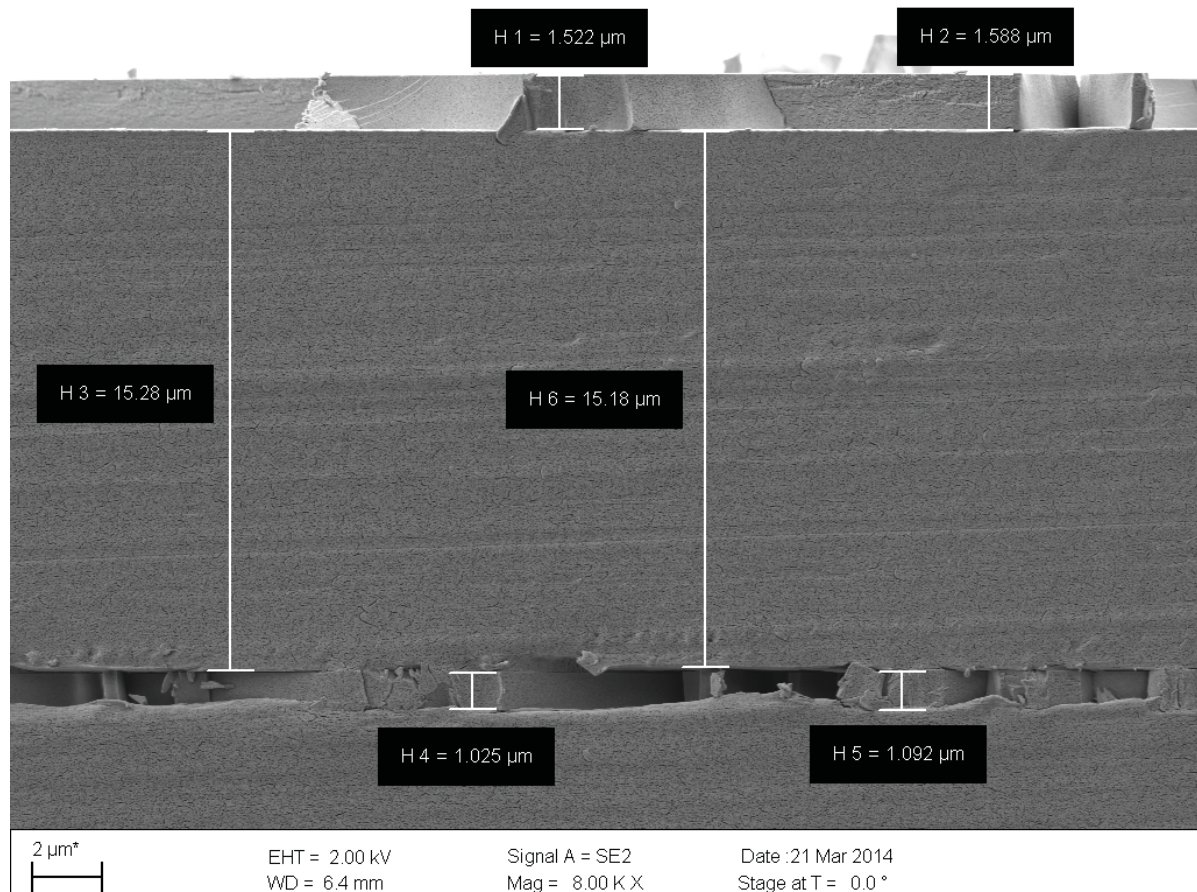 H 1 = 1.522 µm
H 2 = 1.588 µm
H 3 = 15.28 µm
H 6 = 15.18 µm
H 4 = 1.025 µm
H 5 = 1.092 µm
2 µm*
EHT = 2.00 kV
WD = 6.4 mm
Signal A = SE2
Mag = 8.00 K X
Date :21 Mar 2014
Stage at T = 0.0 °